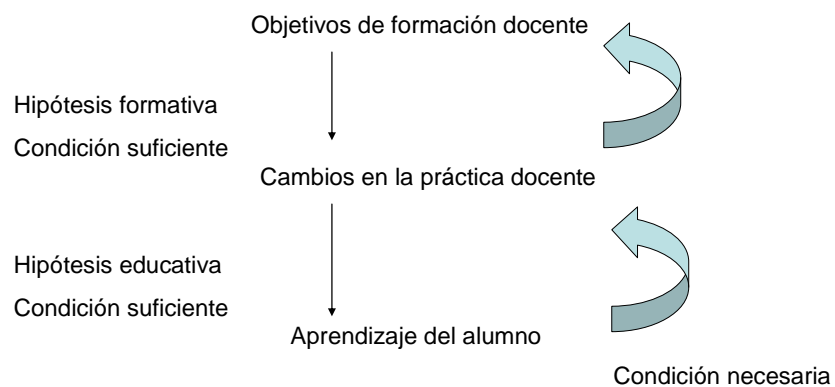 Objetivos de formación docente
Hipótesis formativa
Condición suficiente
Cambios en la práctica docente
Hipótesis educativa
Condición suficiente
Aprendizaje del alumno
Condición necesaria